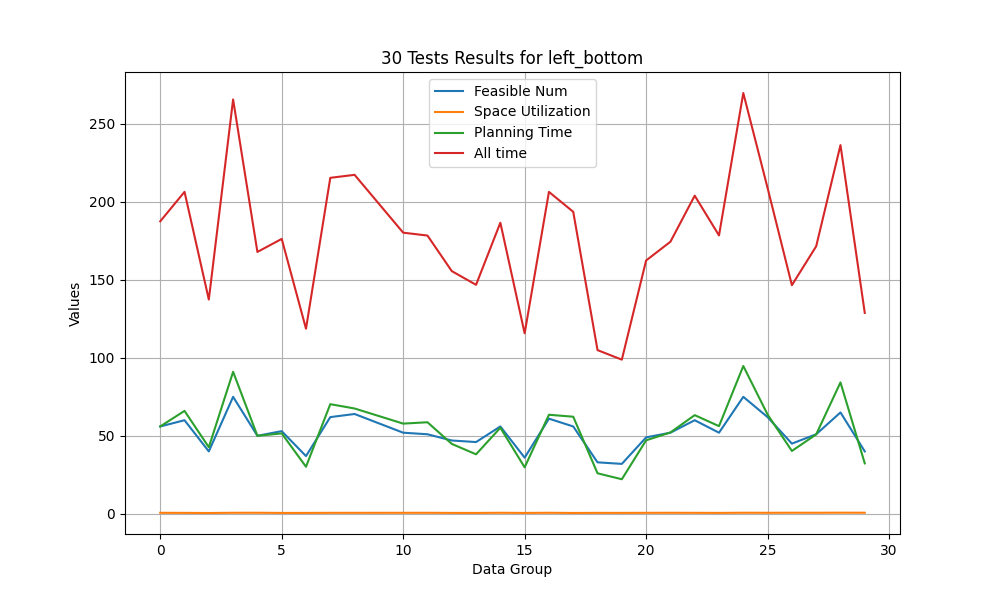 30 Tests Results for left_bottom
Feasible Num
Space Utilization
Planning Time
All time
250
200
150
100
50
0
Values
0 5 10 15 20 25 30
Data Group